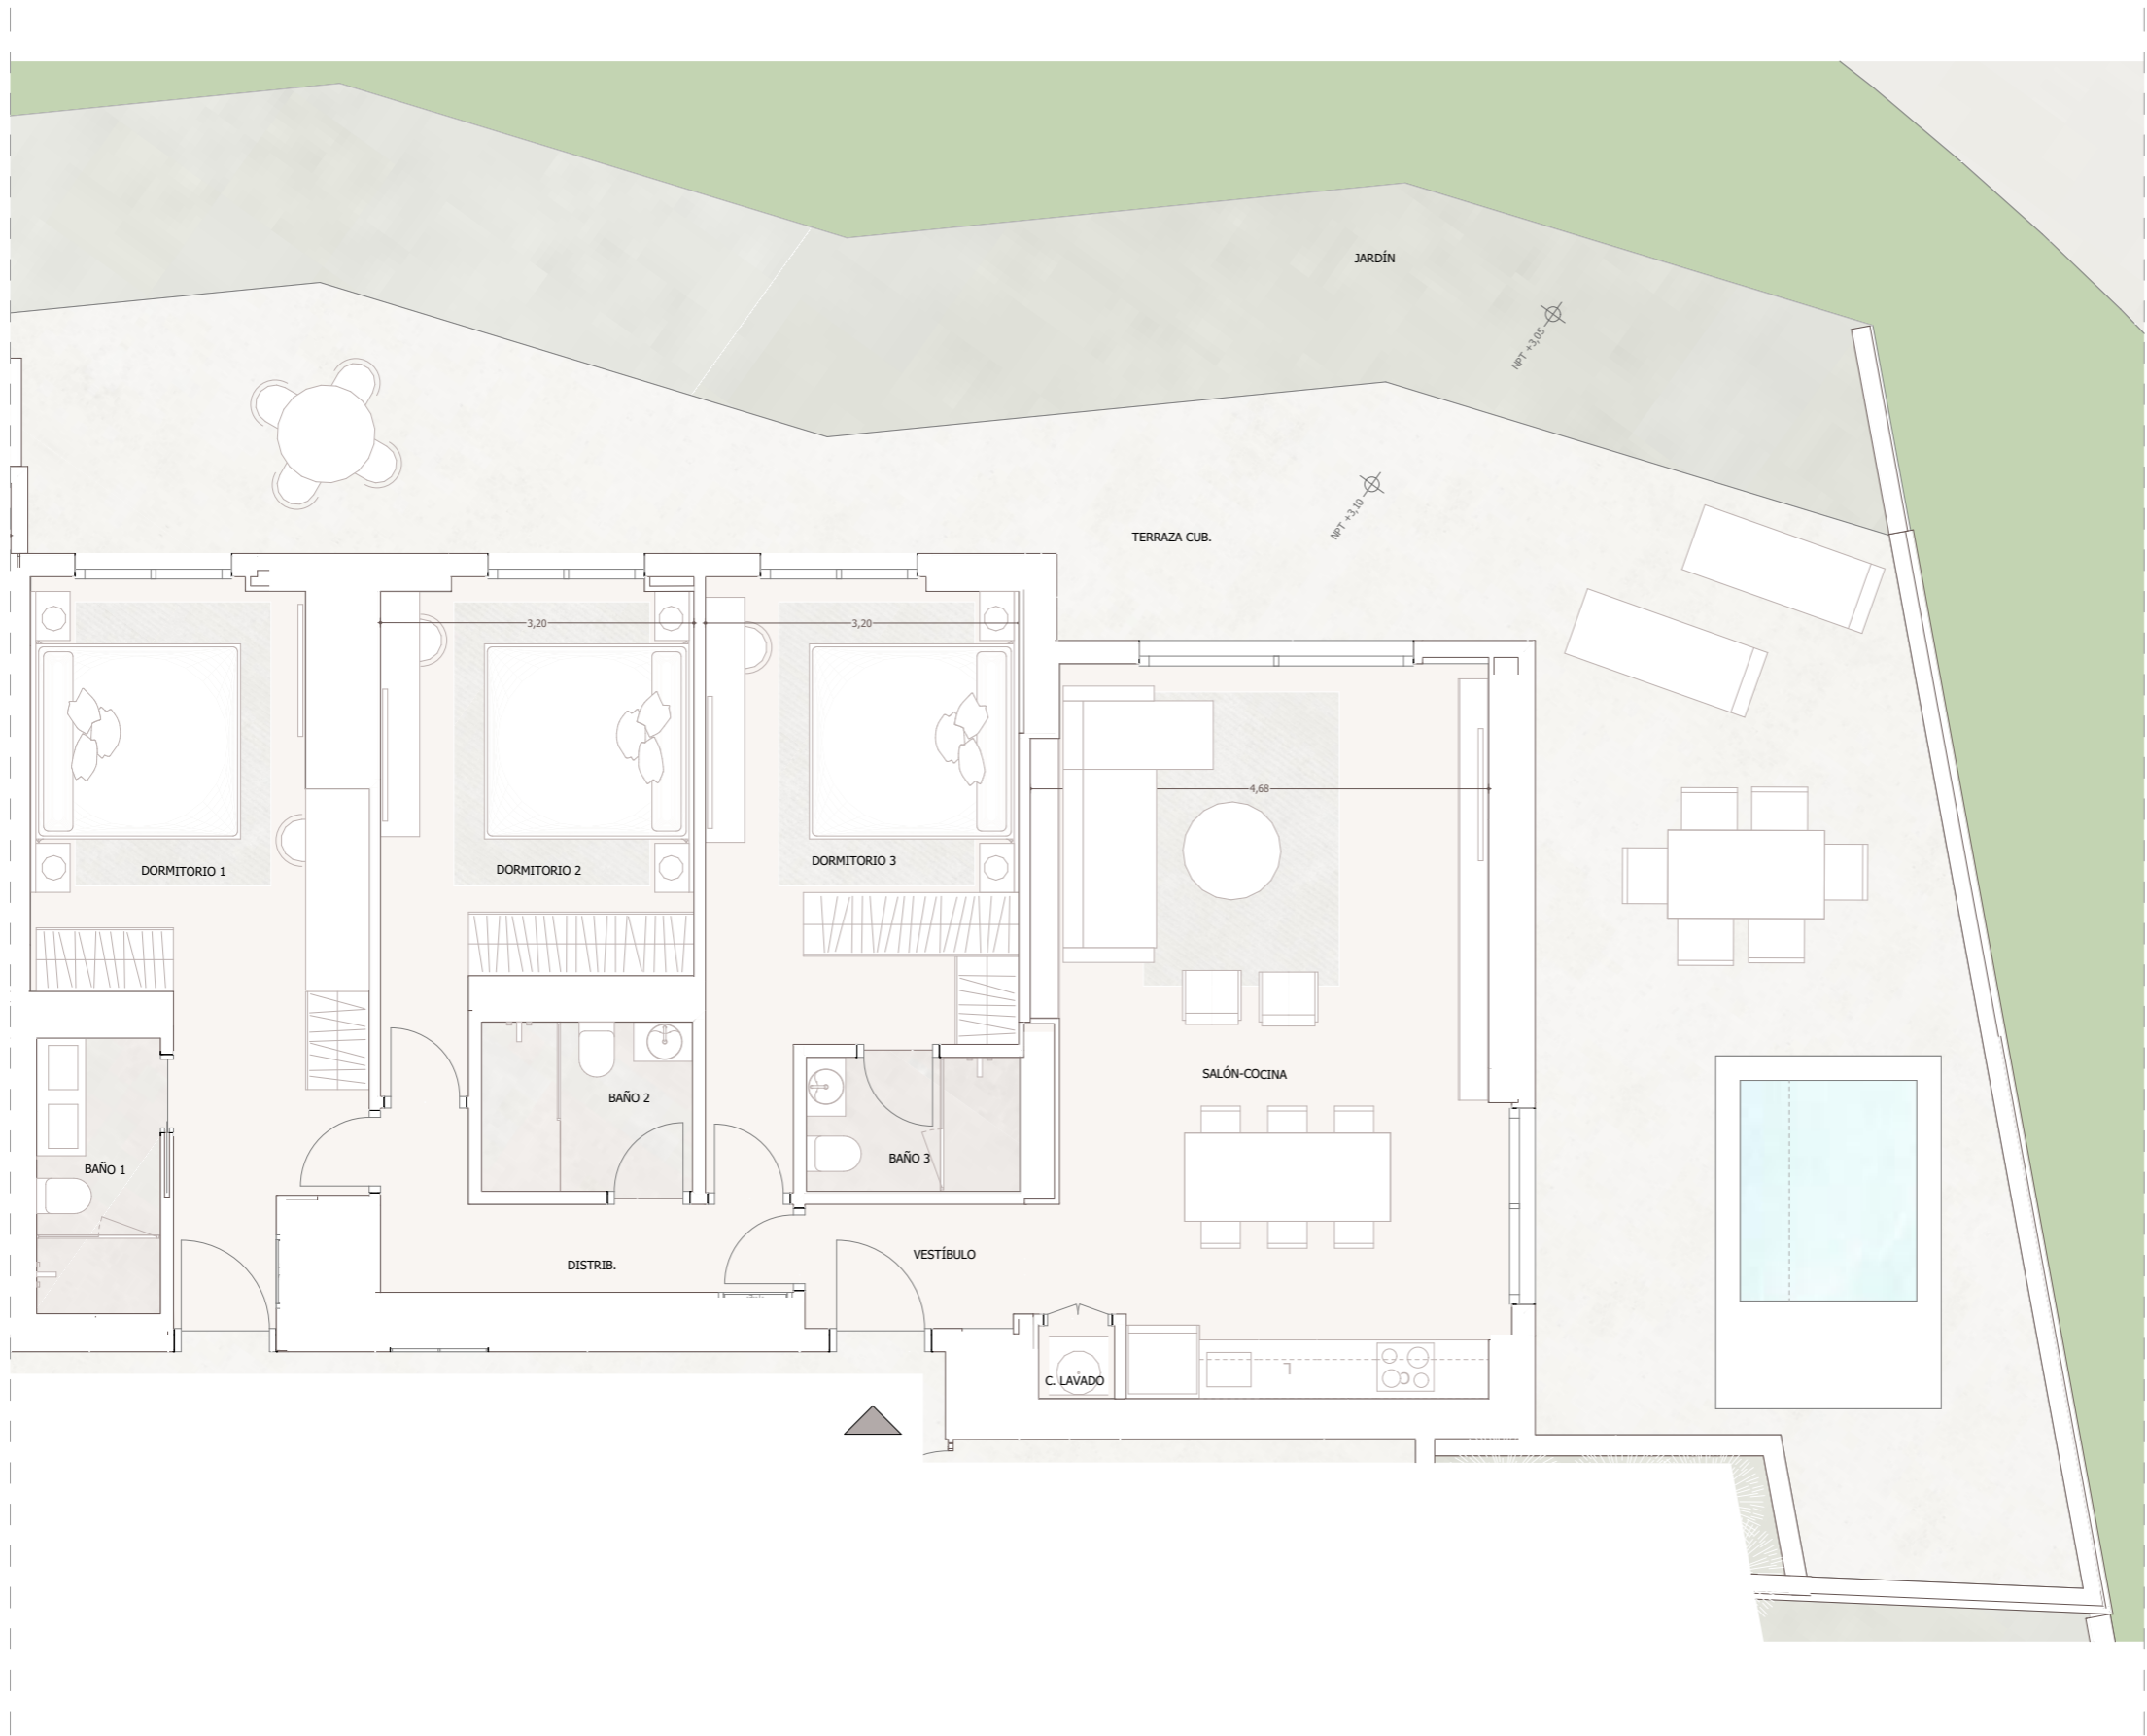 JARDÍN
NPT +3,05
NPT +3,10
TERRAZA CUB.
3,20
3,20
4,68
DORMITORIO 1
DORMITORIO 2
DORMITORIO 3
SALÓN-COCINA
BAÑO 2
BAÑO 3
BAÑO 1
VESTÍBULO
DISTRIB.
C. LAVADO